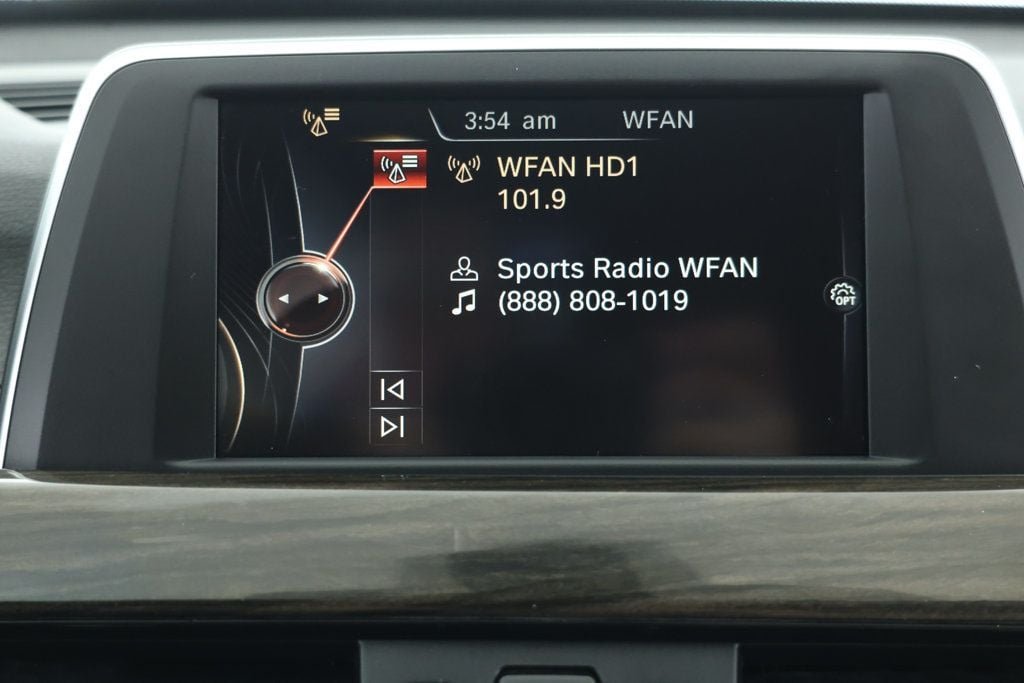 3:54 am WFAN
WFAN HD1
101.9
Sports Radio WFAN
(888) 808-1019
OPT